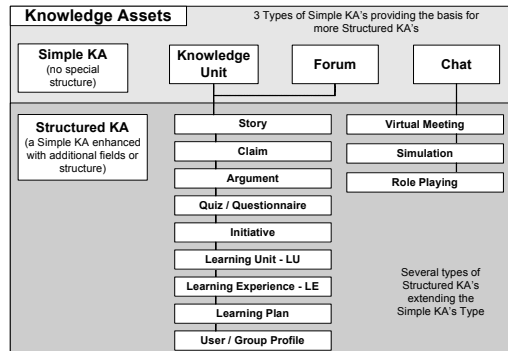 Knowledge Assets
3 Types of Simple KA's providing the basis for
more Structured KA's
Simple KA
(no special
structure)
Knowledge
Unit
Forum
Chat
Structured KA
(a Simple KA enhanced
with additional fields or
structure)
Story
Claim
Argument
Quiz / Questionnaire
Initiative
Learning Unit - LU
Learning Experience - LE
Learning Plan
User / Group Profile
Virtual Meeting
Simulation
Role Playing
Several types of
Structured KA's
extending the
Simple KA's Type